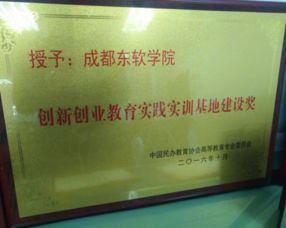 授予：成都东软学院
创新创业教育实践实训基地建设奖
中国民办教育协会高等教育专业委员会
二〇一六年十月